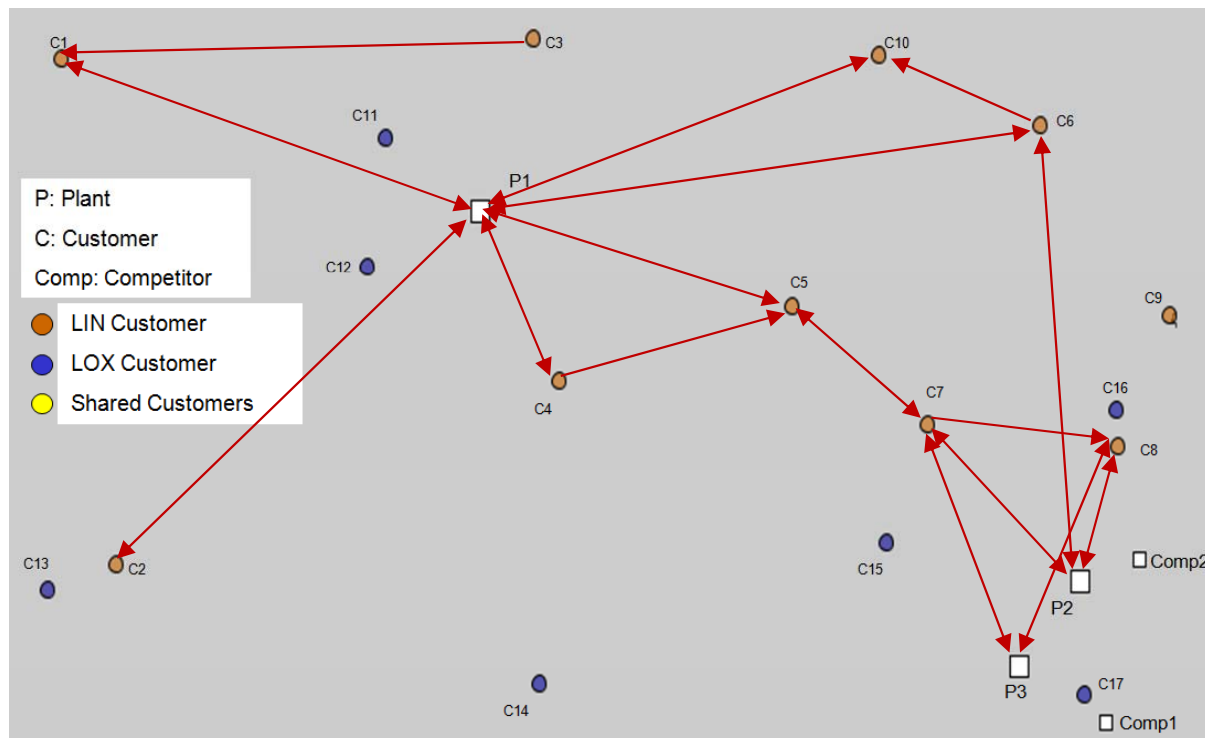 C1
C3
C10
C11
C6
P1
P: Plant
C: Customer
Comp: Competitor
C12
C5
C9
LIN Customer
LOX Customer
Shared Customers
C4
C7
C16
C8
C13
C2
C15
Comp2
P2
C14
P3
C17
Comp1